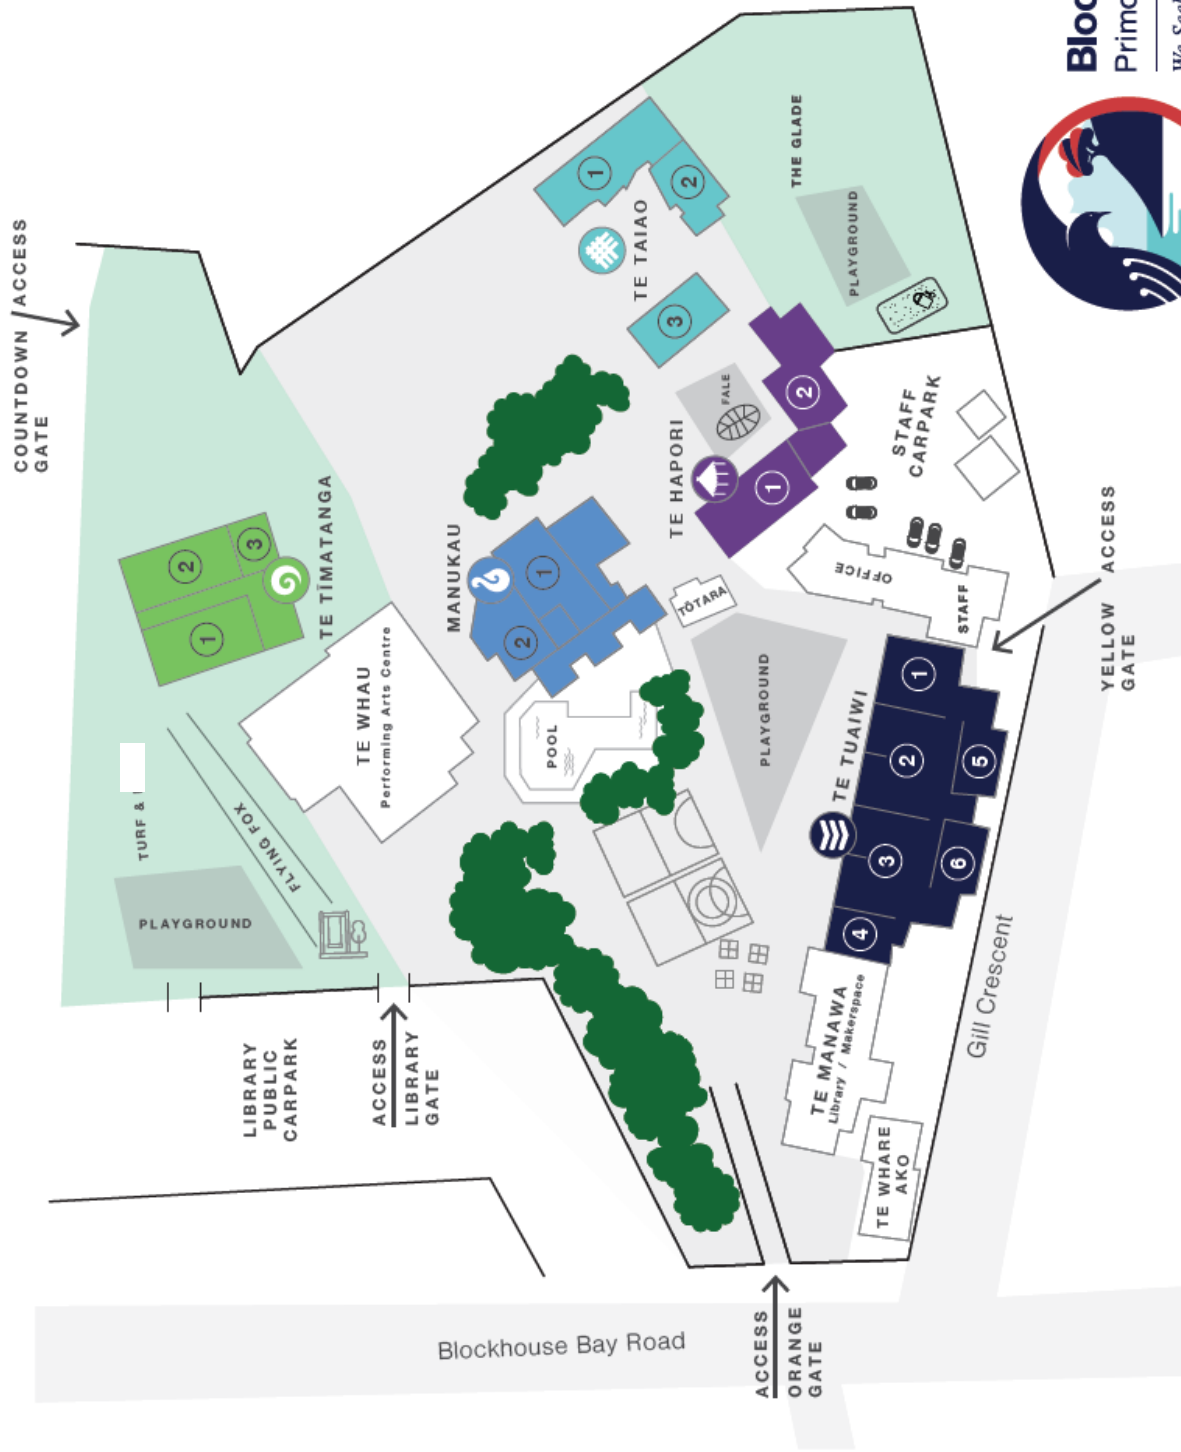 COUNTDOWN
GATE
ACCESS
Bloc
Primo
We Seek
THE GLADE
PLAYGROUND
1
2
3
TE TAIAO
FALE
TE HAPORI
1
2
STAFF
CARPARK
OFFICE
STAFF
YELLOW
GATE
ACCESS
1
2
3
TE TĪMATANGA
MANUKAU
1
2
TŌTARA
TE WHAU
Performing Arts Centre
POOL
PLAYGROUND
TE TUAIWI
1
2
3
4
5
6
TURF &
FLYING FOX
PLAYGROUND
LIBRARY
PUBLIC
CARPARK
ACCESS
LIBRARY
GATE
TE MANAWA
Library / Makerspace
TE WHARE
AKO
Gill Crescent
Blockhouse Bay Road
ACCESS
ORANGE
GATE